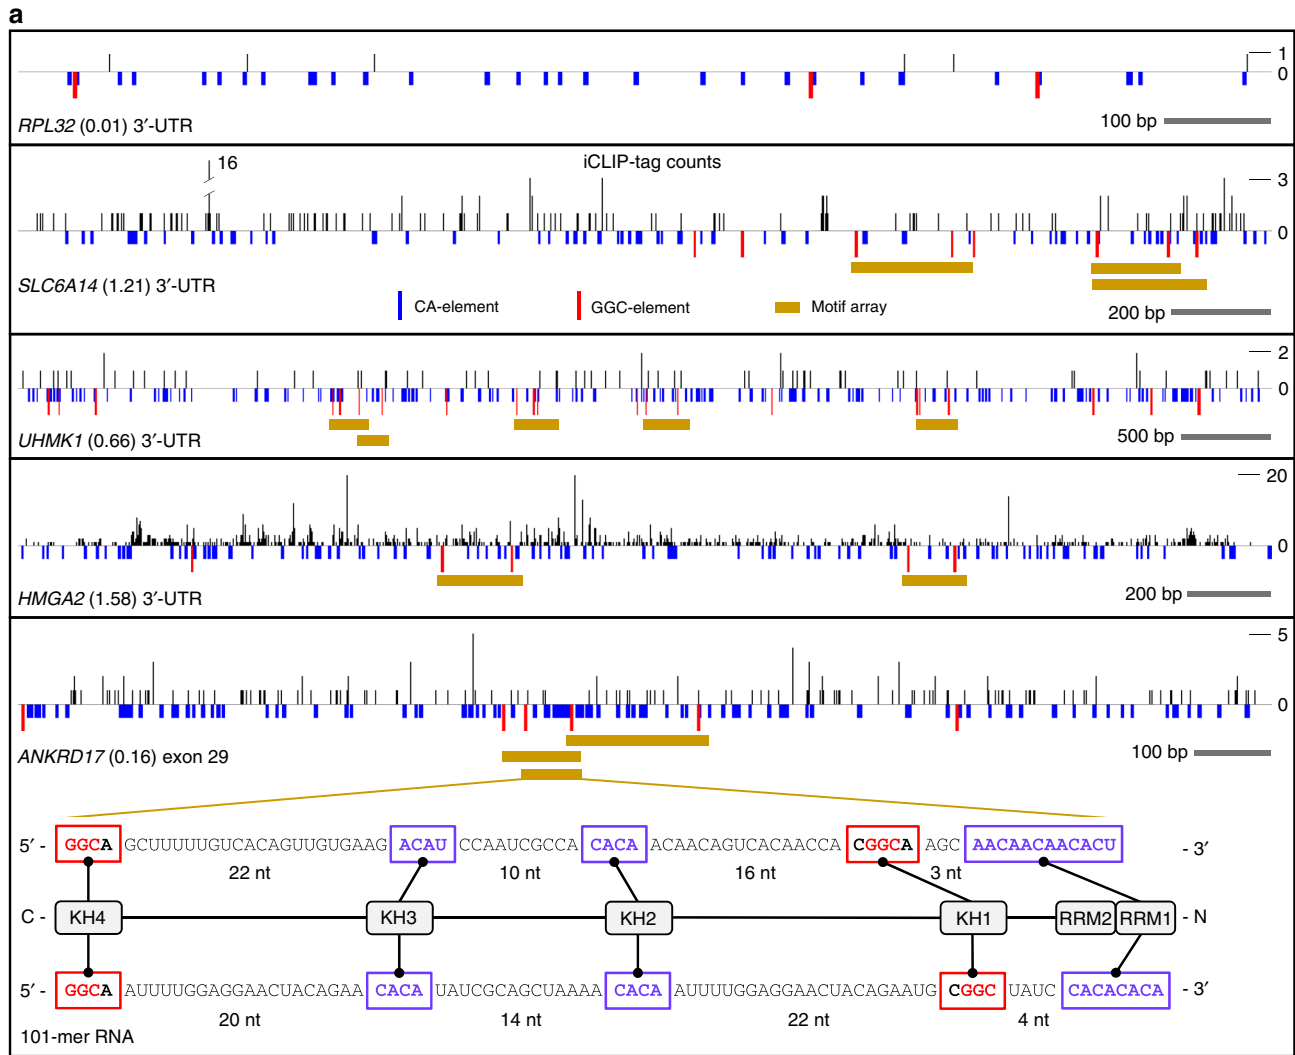 a
1
0
RPL32 (0.01) 3′-UTR
100 bp
16
iCLIP-tag counts
3
0
SLC6A14 (1.21) 3′-UTR
CA-element
GGC-element
Motif array
200 bp
2
0
UHMK1 (0.66) 3′-UTR
500 bp
20
0
HMGA2 (1.58) 3′-UTR
200 bp
5
0
ANKRD17 (0.16) exon 29
100 bp
5′ - GGCA GCUUUUUGUCACAGUUGUGAAG ACAU CCAAUCGCCA CACA ACAACAGUCACAACCA CGGCA AGC AACAACAACACU - 3′
22 nt 10 nt 16 nt 3 nt
C - KH4 KH3 KH2 KH1 RRM2 RRM1 - N
5′ - GGCA AUUUUGGAGGAACUACAGAA CACA UAUCGCAGCUAAAA CACA AUUUUGGAGGAACUACAGAAUG CGGC UAUC CACACACA - 3′
20 nt 14 nt 22 nt 4 nt
101-mer RNA